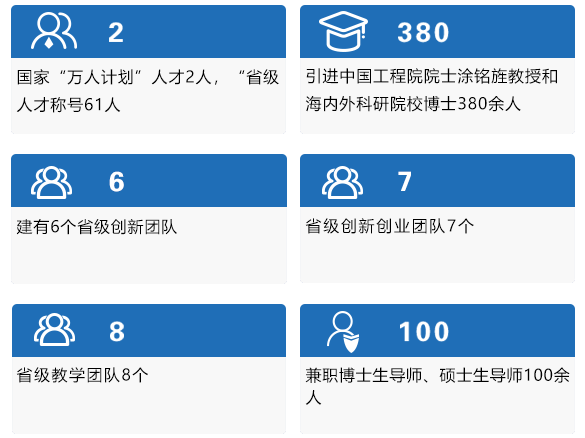 2
国家“万人计划”人才2人，“省级
人才称号61人
380
引进中国工程院院士涂铭旌教授和
海内外科研院校博士380余人
6
建有6个省级创新团队
7
省级创新创业团队7个
8
省级教学团队8个
100
兼职博士生导师、硕士生导师100余
人